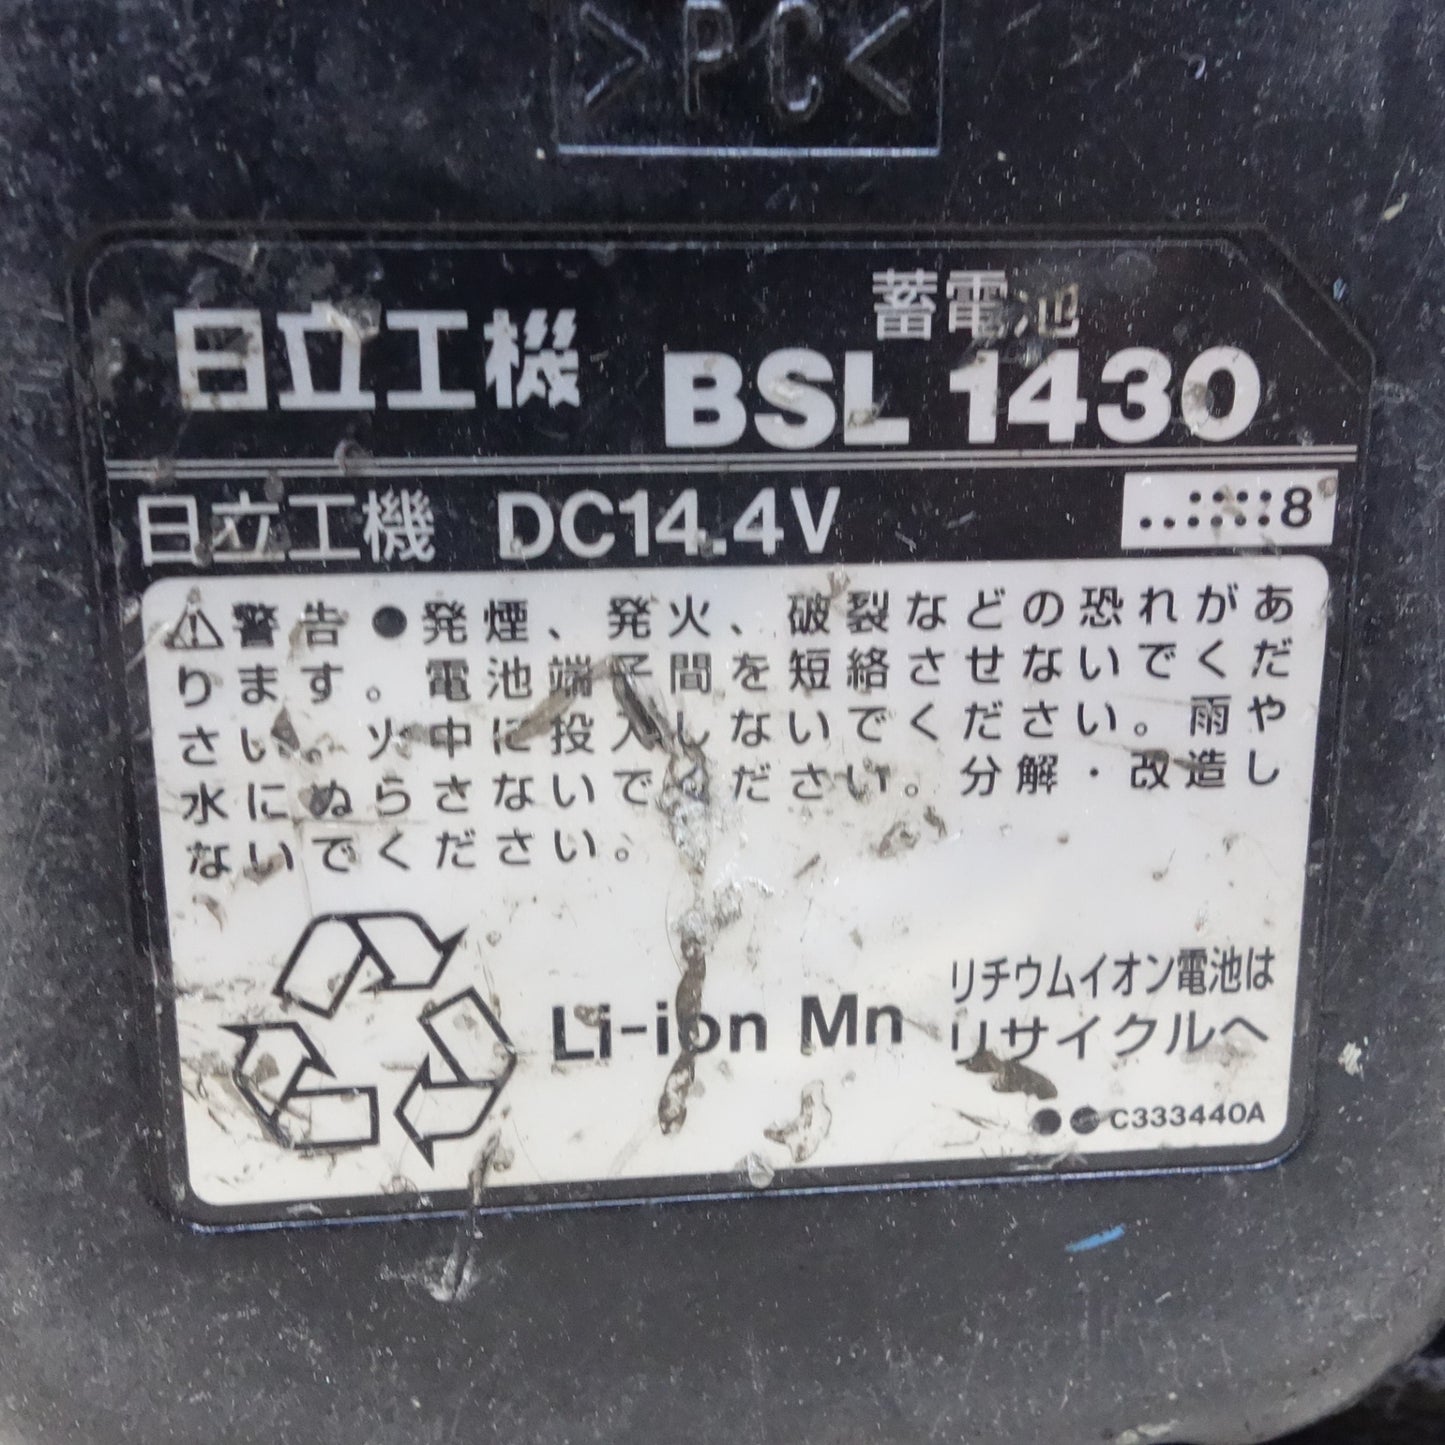 >PC<
蓄電池
日立工機 BSL 1430
日立工機 DC14.4V 8
⚠警告●発煙、発火、破裂などの恐れがあ
ります。電池端子間を短絡させないでくだ
さい。火中に投入しないでください。雨や
水にぬらさないでください。分解・改造し
ないでください。
リチウムイオン電池は
Li-ion Mn リサイクルへ
●●C333440A